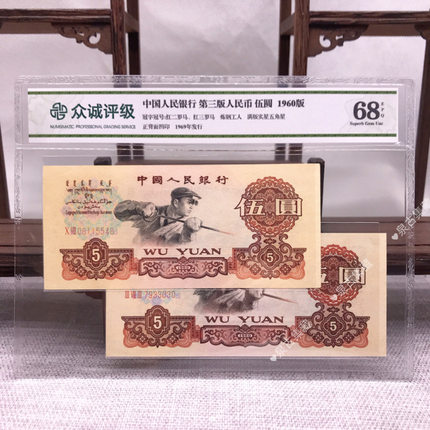 众诚评级
NUMISMATIC PROFESSIONAL GRADING SERVICE
中国人民银行 第三版人民币 伍圆 1960版
冠字冠号:红二罗马、红三罗马 炼钢工人 满版实星五角星
正背面凹印 1969年发行
68 EPQ
Superb Gem Unc
中国人民银行
伍圆
5
WU YUAN
5
圆
7933830
5
WU YUAN
5